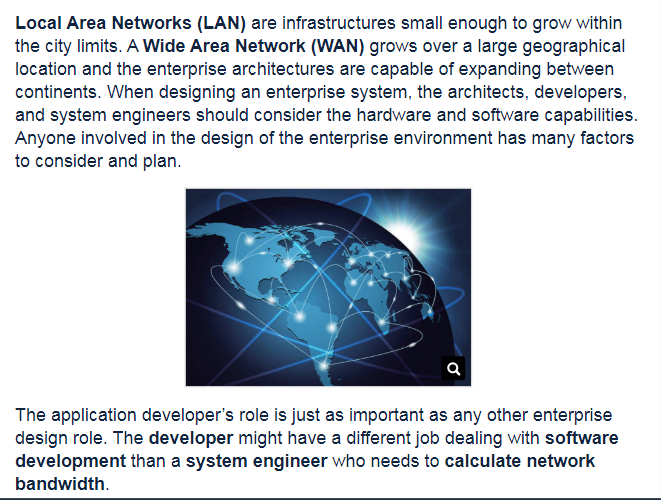 Local Area Networks (LAN) are infrastructures small enough to grow within
the city limits. A Wide Area Network (WAN) grows over a large geographical
location and the enterprise architectures are capable of expanding between
continents. When designing an enterprise system, the architects, developers,
and system engineers should consider the hardware and software capabilities.
Anyone involved in the design of the enterprise environment has many factors
to consider and plan.
The application developer's role is just as important as any other enterprise
design role. The developer might have a different job dealing with software
development than a system engineer who needs to calculate network
bandwidth.